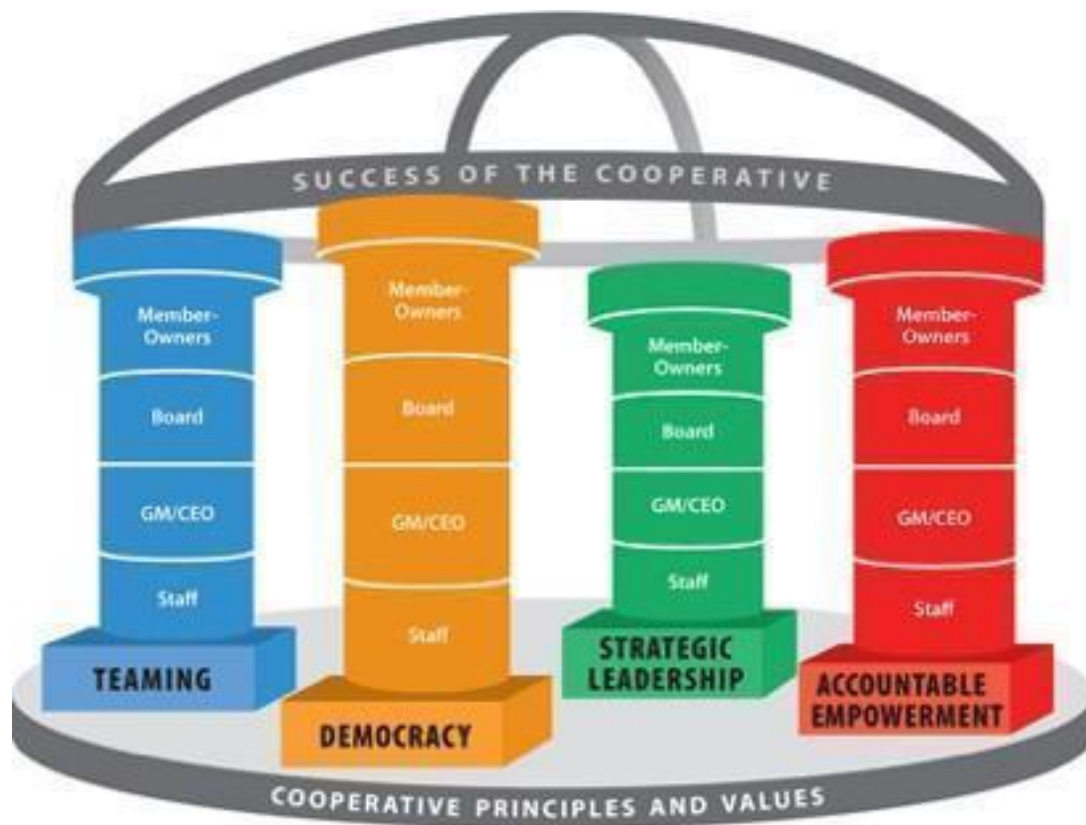 SUCCESS OF THE COOPERATIVE
Member-
Owners
Board
GM/CEO
Staff
TEAMING
Member-
Owners
Board
GM/CEO
Staff
DEMOCRACY
Member-
Owners
Board
GM/CEO
Staff
STRATEGIC
LEADERSHIP
Member-
Owners
Board
GM/CEO
Staff
ACCOUNTABLE
EMPOWERMENT
COOPERATIVE PRINCIPLES AND VALUES